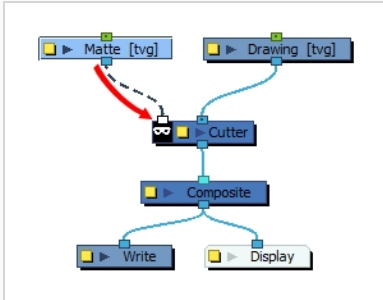 Matte [tvg]
Drawing [tvg]
Cutter
Composite
Write
Display